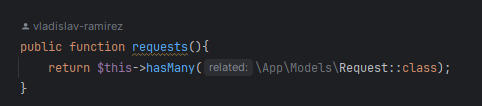 vladislav-ramirez
public function requests(){
return $this->hasMany( related: \App\Models\Request::class);
}